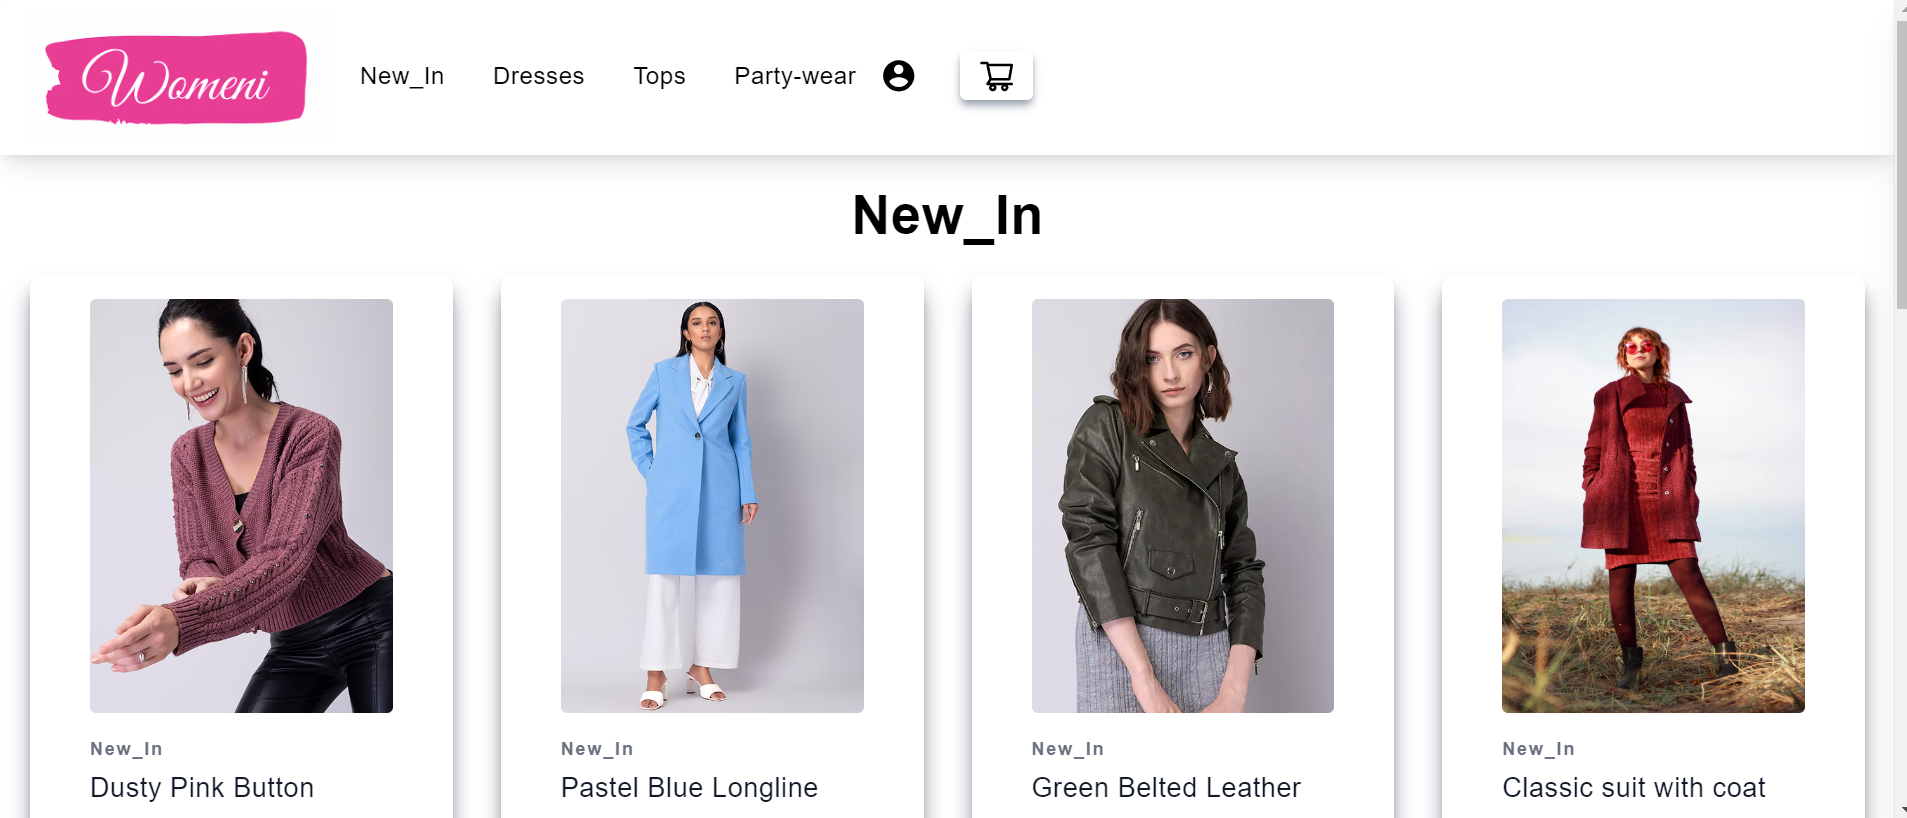 Womeni
New_In Dresses Tops Party-wear
New_In
New_In
Dusty Pink Button
New_In
Pastel Blue Longline
New_In
Green Belted Leather
New_In
Classic suit with coat